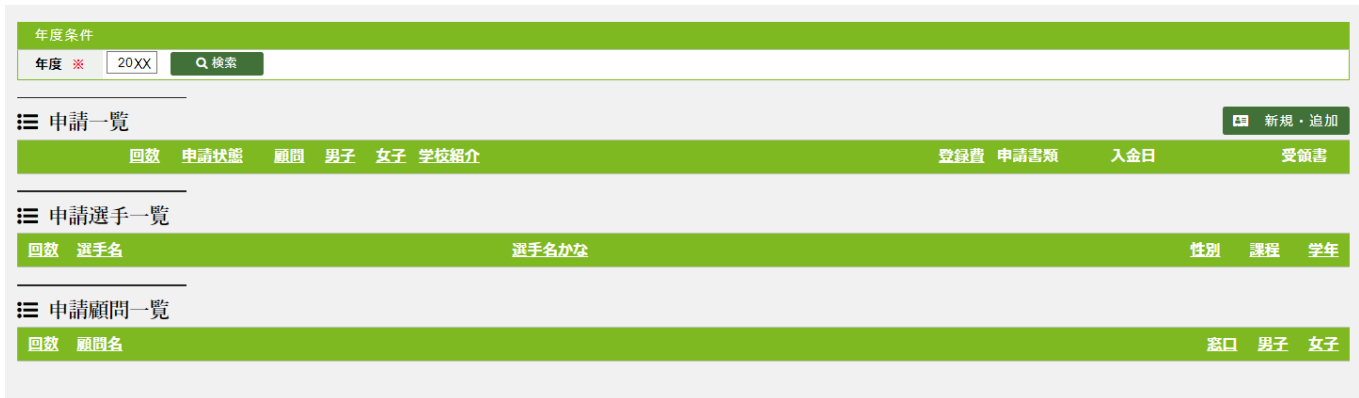 年度条件
年度 ※ 20XX 検索
申請一覧 新規・追加
回数 申請状態 顧問 男子 女子 学校紹介 登録費 申請書類 入金日 受領書
申請選手一覧
回数 選手名 選手名かな 性別 課程 学年
申請顧問一覧
回数 顧問名 窓口 男子 女子